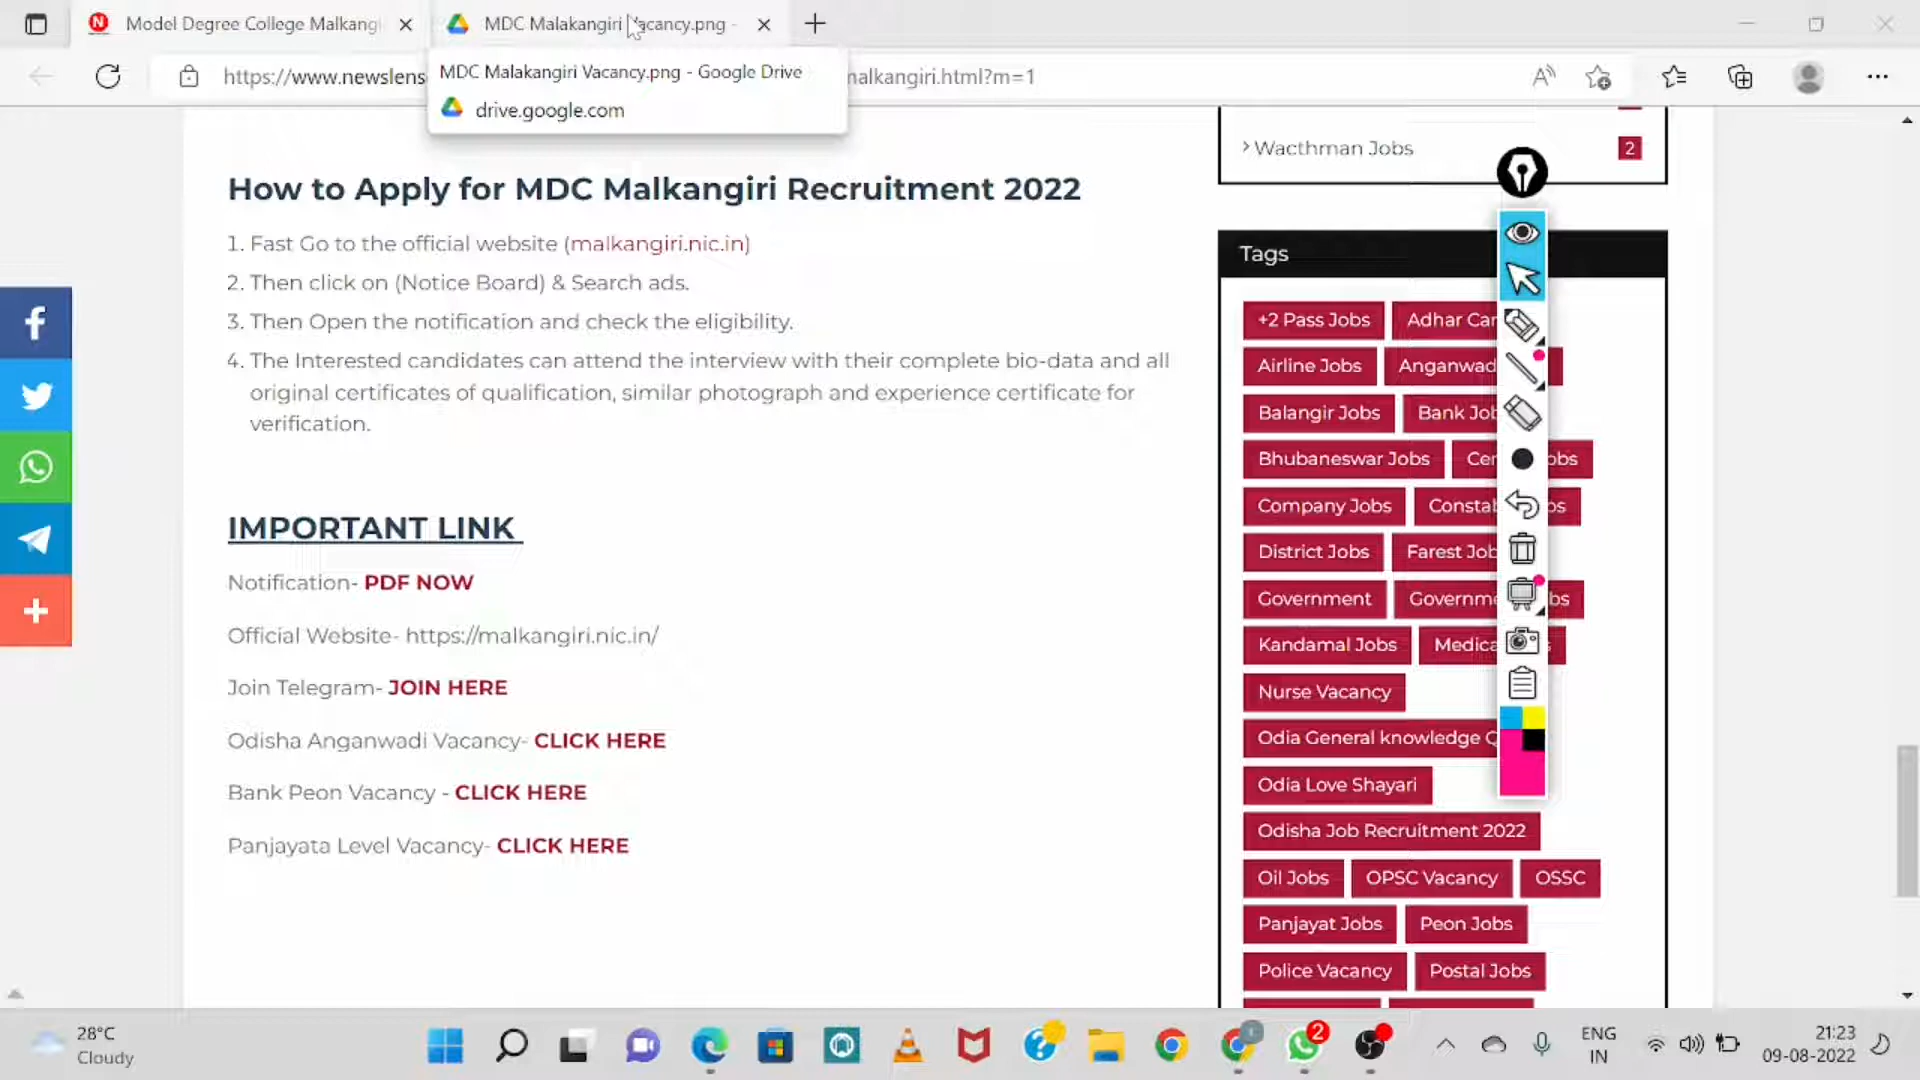 Model Degree College Malkangi
MDC Malakangiri Vacancy.png -
https://www.newslens
malkangiri.html?m=1
MDC Malakangiri Vacancy.png - Google Drive
drive.google.com
Wacthman Jobs
2
How to Apply for MDC Malkangiri Recruitment 2022
1. Fast Go to the official website (malkangiri.nic.in)
2. Then click on (Notice Board) & Search ads.
3. Then Open the notification and check the eligibility.
4. The Interested candidates can attend the interview with their complete bio-data and all
original certificates of qualification, similar photograph and experience certificate for
verification.
IMPORTANT LINK
Notification- PDF NOW
Official Website- https://malkangiri.nic.in/
Join Telegram- JOIN HERE
Odisha Anganwadi Vacancy- CLICK HERE
Bank Peon Vacancy - CLICK HERE
Panjayata Level Vacancy- CLICK HERE
Tags
+2 Pass Jobs
Adhar Car
Airline Jobs
Anganwad
Balangir Jobs
Bank Job
Bhubaneswar Jobs
Cen obs
Company Jobs
Constab bs
District Jobs
Farest Job
Government
Governme bs
Kandamal Jobs
Medica s
Nurse Vacancy
Odia General knowledge Q
Odia Love Shayari
Odisha Job Recruitment 2022
Oil Jobs
OPSC Vacancy
OSSC
Panjayat Jobs
Peon Jobs
Police Vacancy
Postal Jobs
28°C
Cloudy
2
ENG
IN
21:23
09-08-2022